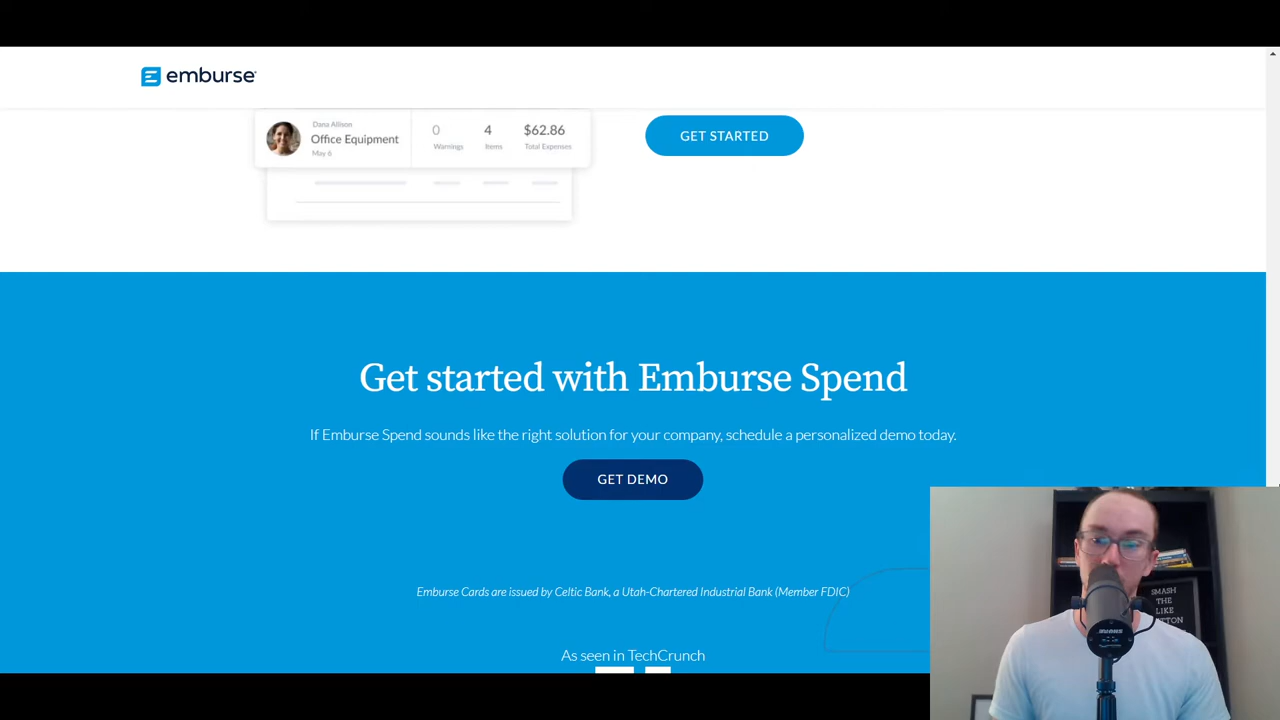 emburse
Dana Allison
Office Equipment
May 6
0
Warnings
4
Items
$62.86
Total Expenses
GET STARTED
Get started with Emburse Spend
If Emburse Spend sounds like the right solution for your company, schedule a personalized demo today.
GET DEMO
Emburse Cards are issued by Celtic Bank, a Utah-Chartered Industrial Bank (Member FDIC)
As seen in TechCrunch
SMASH
THE
LIKE
SHURE